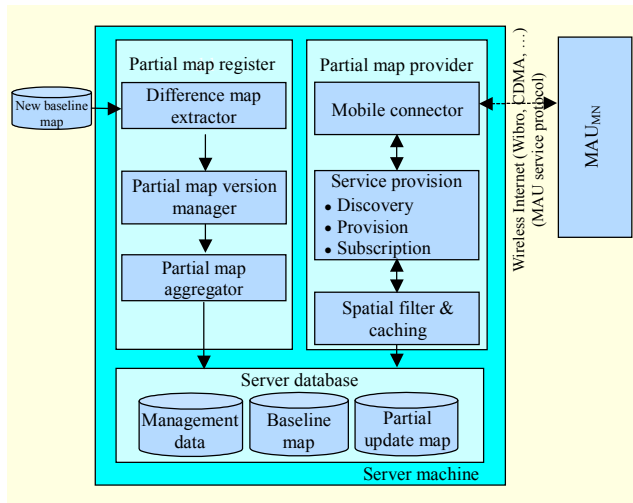 New baseline
map
Partial map register
Difference map
extractor
Partial map version
manager
Partial map
aggregator
Partial map provider
Mobile connector
Service provision
• Discovery
• Provision
• Subscription
Spatial filter &
caching
Wireless Internet (Wibro, CDMA, …)
(MAU service protocol)
MAUMN
Server database
Management
data
Baseline
map
Partial
update map
Server machine